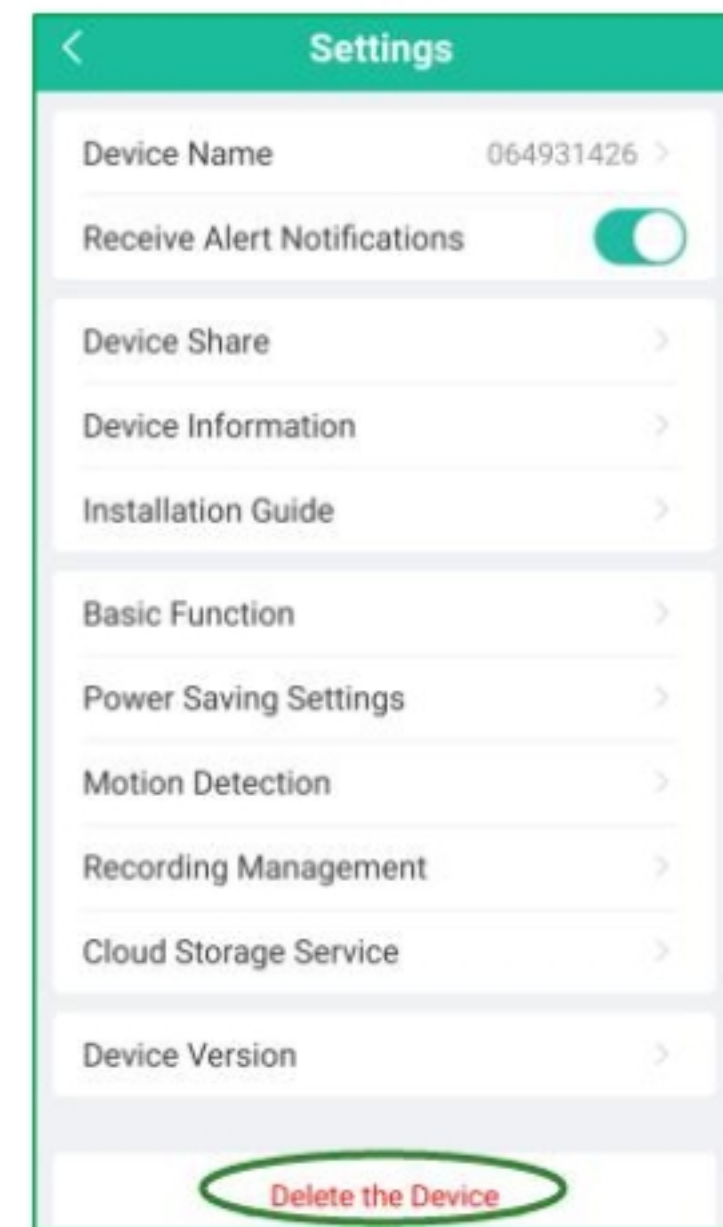 Settings
Device Name 064931426
Receive Alert Notifications
Device Share
Device Information
Installation Guide
Basic Function
Power Saving Settings
Motion Detection
Recording Management
Cloud Storage Service
Device Version
Delete the Device